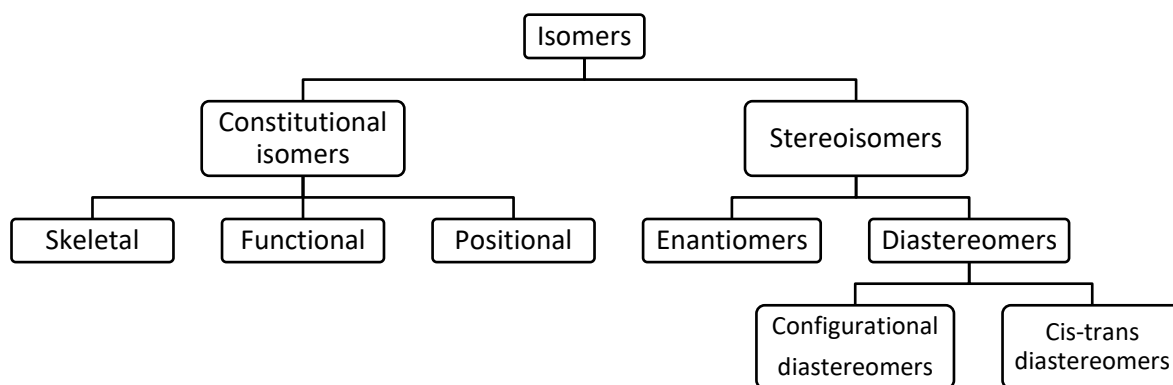 Isomers
Constitutional
isomers
Stereoisomers
Skeletal
Functional
Positional
Enantiomers
Diastereomers
Configurational
diastereomers
Cis-trans
diastereomers